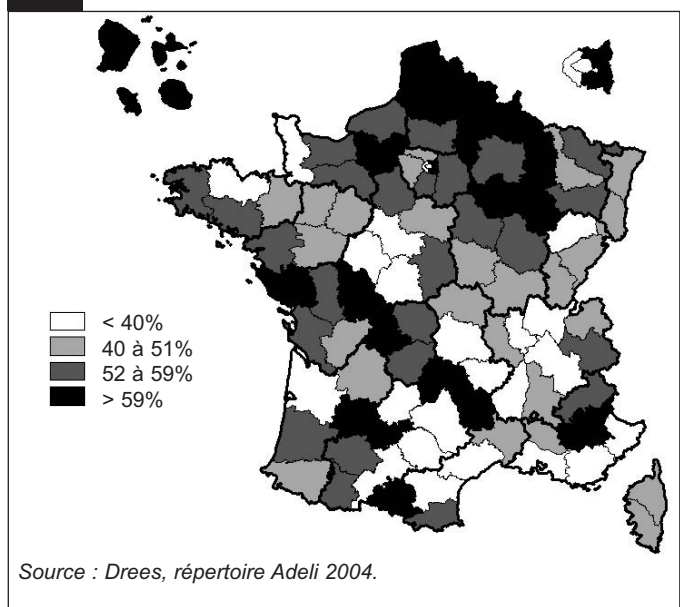 < 40%
40 à 51%
52 à 59%
> 59%
Source : Drees, répertoire Adeli 2004.